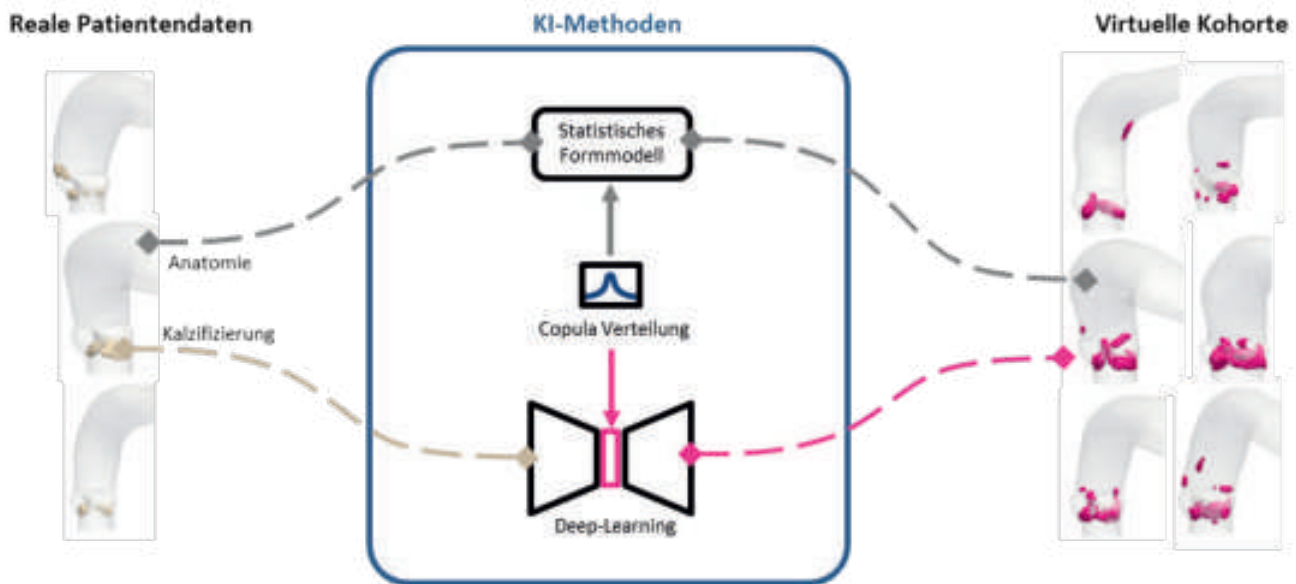 Reale Patientendaten
KI-Methoden
Virtuelle Kohorte
Statistisches
Formmodell
Anatomie
Copula Verteilung
Kalzifizierung
Deep-Learning